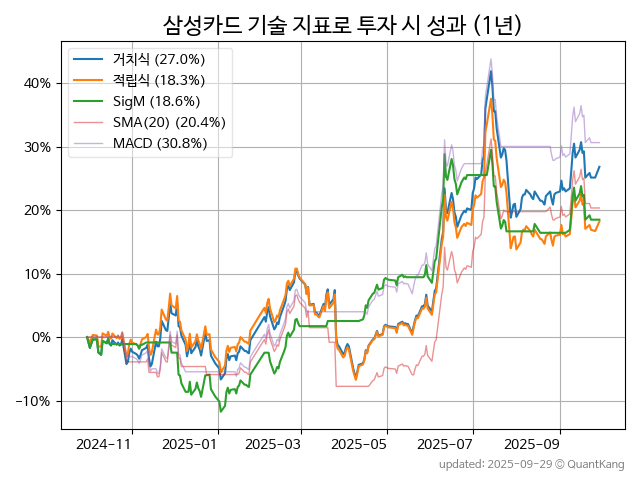 삼성카드 기술 지표로 투자 시 성과 (1년)
거치식 (27.0%)
적립식 (18.3%)
SigM (18.6%)
SMA(20) (20.4%)
MACD (30.8%)
40%
30%
20%
10%
0%
−10%
2024−11 2025−01 2025−03 2025−05 2025−07 2025−09
updated: 2025-09-29 © QuantKang